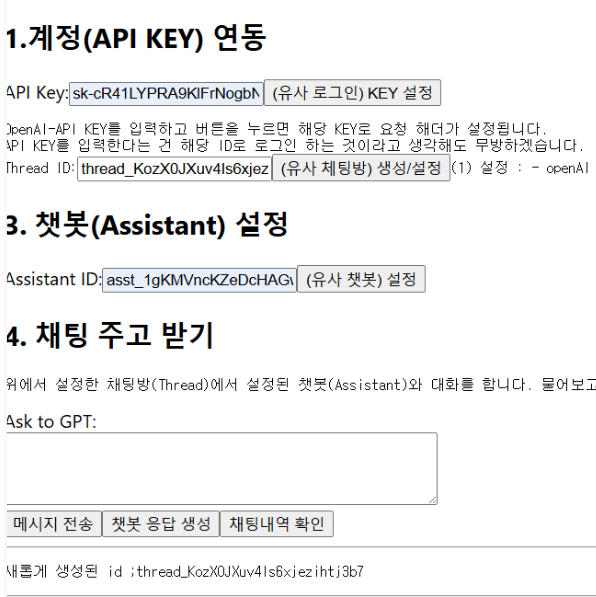 1.계정(API KEY) 연동
API Key: sk-cR41LYPRA9KlFrNogbN (유사 로그인) KEY 설정
OpenAI-API KEY를 입력하고 버튼을 누르면 해당 KEY로 요청 해더가 설정됩니다.
API KEY를 입력한다는 건 해당 ID로 로그인 하는 것이라고 생각해도 무방하겠습니다.
Thread ID: thread_KozX0JXuv4Is6xjez (유사 체팅방) 생성/설정 (1) 설정 : - openAI
3. 챗봇(Assistant) 설정
Assistant ID: asst_1gKMVncKZeDcHAGv (유사 챗봇) 설정
4. 채팅 주고 받기
위에서 설정한 채팅방(Thread)에서 설정된 챗봇(Assistant)와 대화를 합니다. 물어보고
Ask to GPT:
메시지 전송 챗봇 응답 생성 채팅내역 확인
새롭게 생성된 id ;thread_KozX0JXuv4Is6xjezihtj3b7